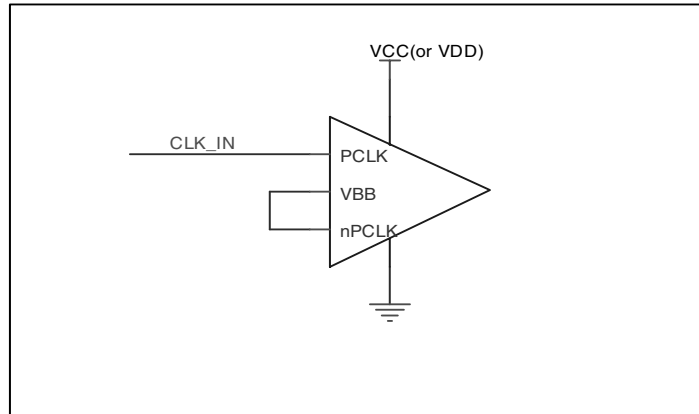 VCC(or VDD)
CLK_IN
PCLK
VBB
nPCLK